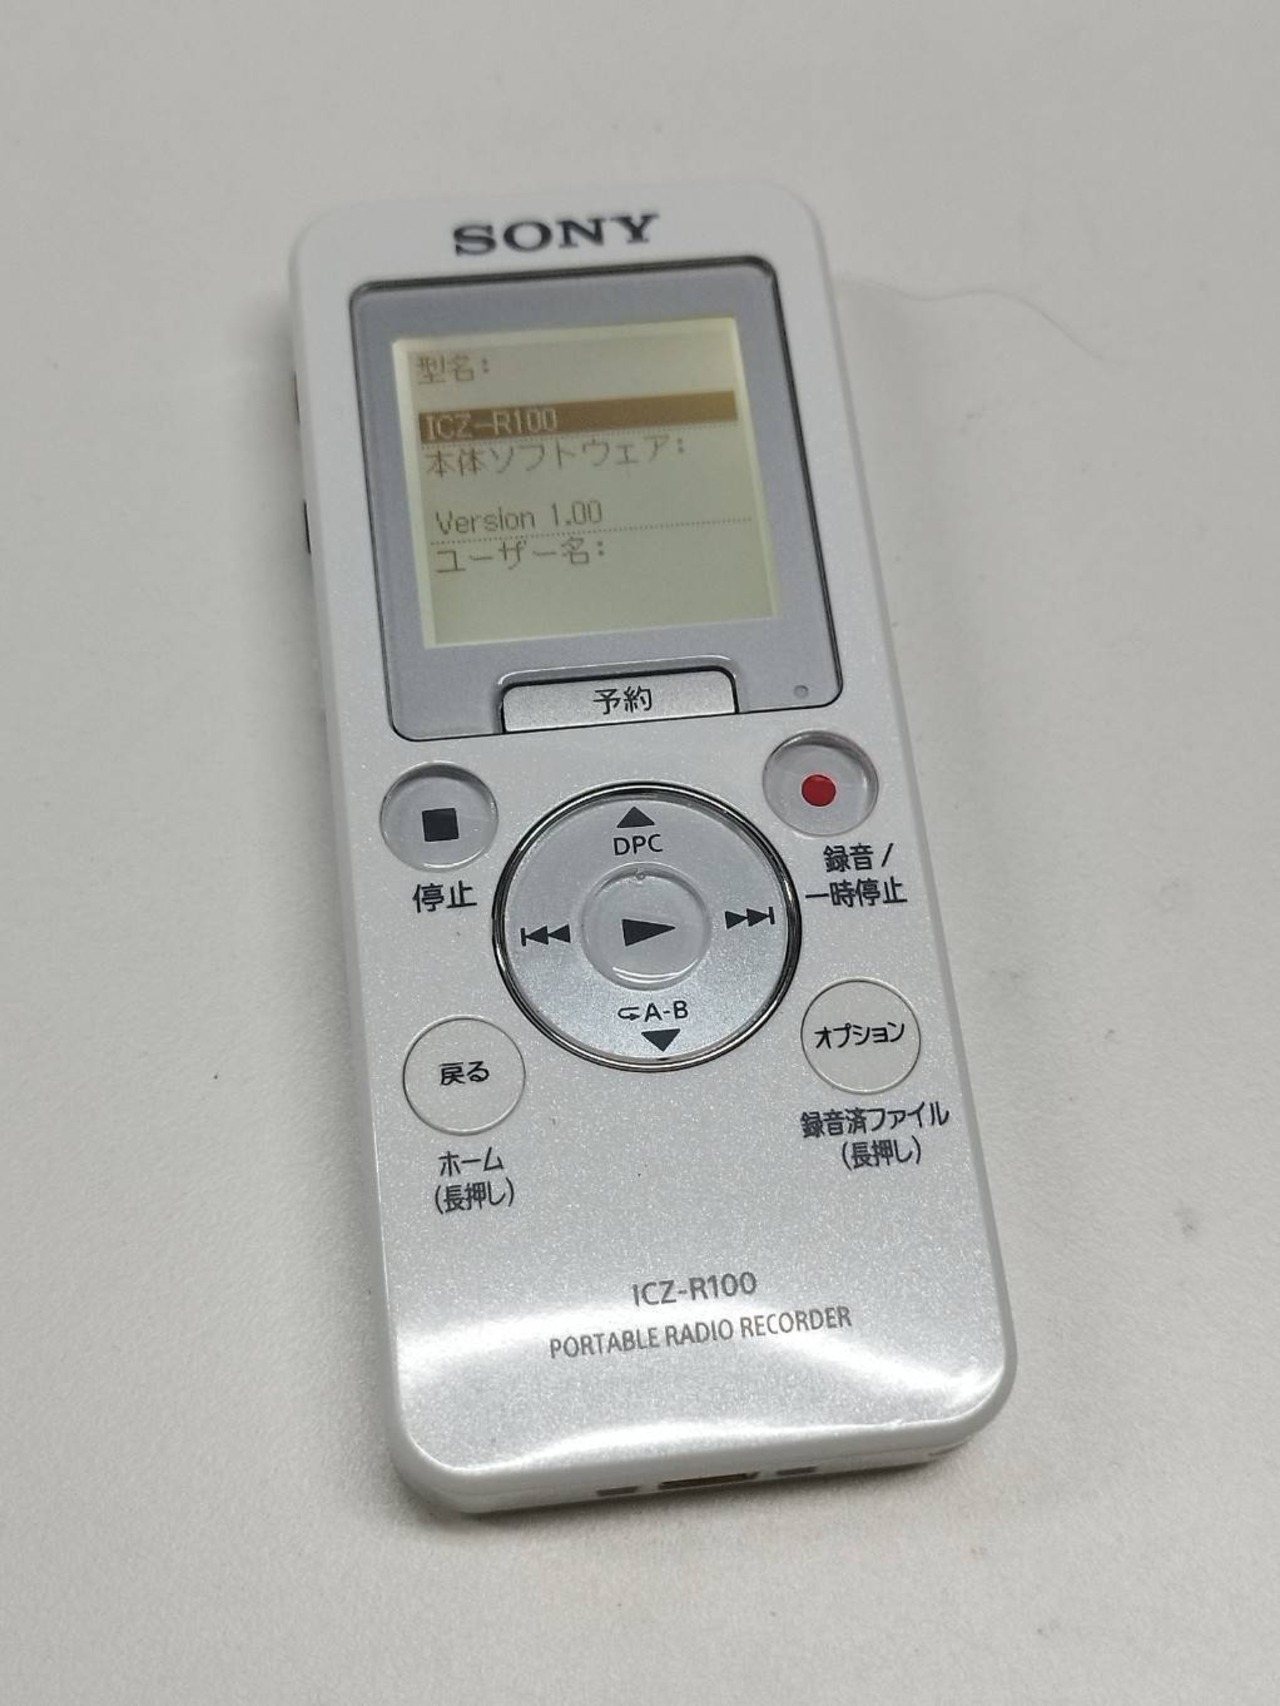 SONY
型名:
ICZ-R100
本体ソフトウェア:
Version 1.00
ユーザー名:
予約
DPC
停止
録音/
一時停止
A-B
戻る
オプション
ホーム
(長押し)
録音済ファイル
(長押し)
ICZ-R100
PORTABLE RADIO RECORDER